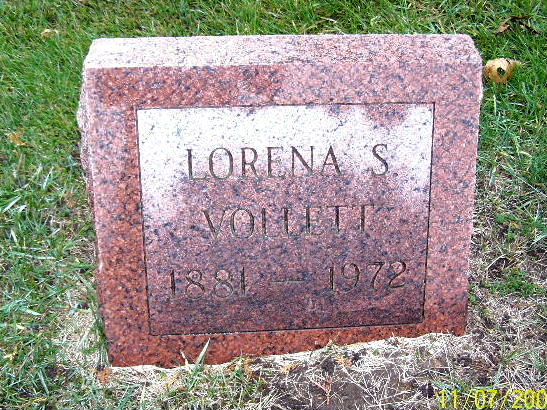 LORENA S.
VOLLETT
1881 — 1972
11/07/200